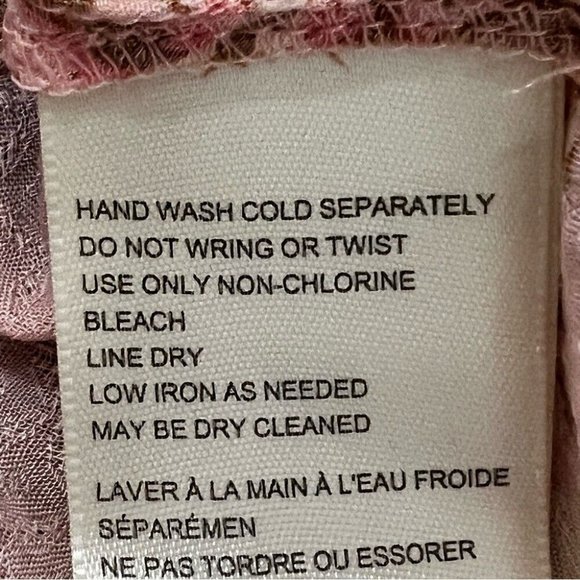 HAND WASH COLD SEPARATELY
DO NOT WRING OR TWIST
USE ONLY NON-CHLORINE
BLEACH
LINE DRY
LOW IRON AS NEEDED
MAY BE DRY CLEANED
LAVER À LA MAIN À L'EAU FROIDE
SÉPARÉMEN
NE PAS TORDRE OU ESSORER